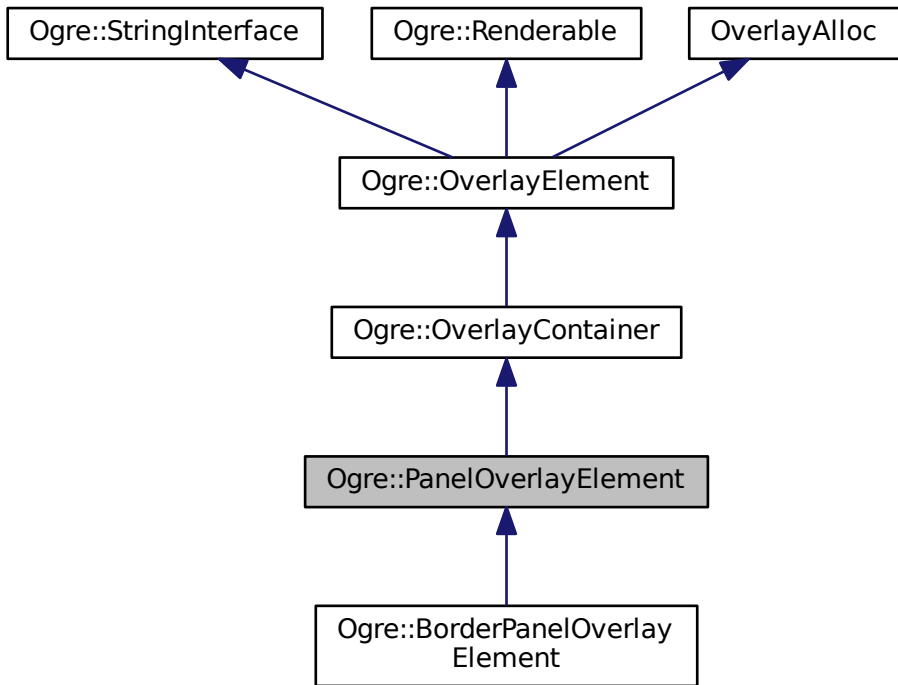 Ogre::StringInterface
Ogre::Renderable
OverlayAlloc
Ogre::OverlayElement
Ogre::OverlayContainer
Ogre::PanelOverlayElement
Ogre::BorderPanelOverlay
Element